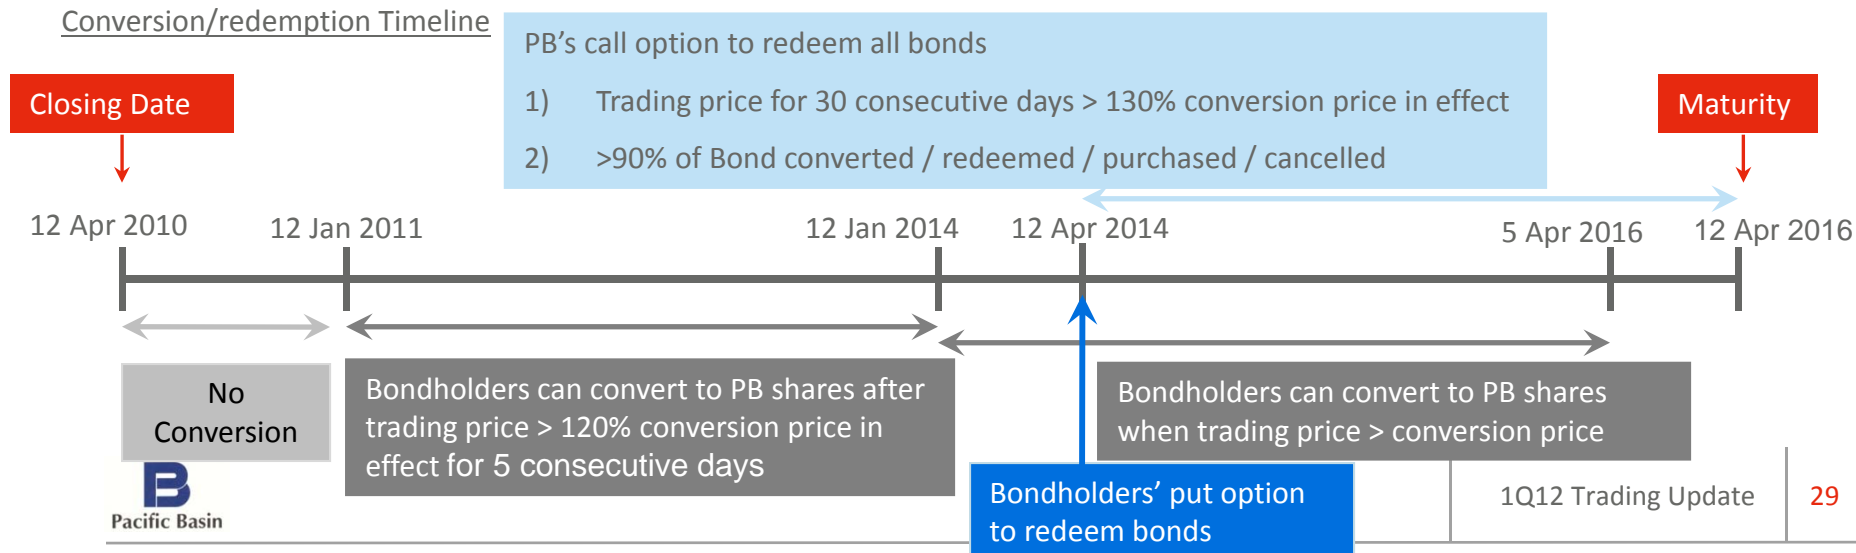 Conversion/redemption Timeline
PB's call option to redeem all bonds
1) Trading price for 30 consecutive days > 130% conversion price in effect
2) >90% of Bond converted / redeemed / purchased / cancelled
Closing Date
Maturity
12 Apr 2010
12 Jan 2011
12 Jan 2014
12 Apr 2014
5 Apr 2016
12 Apr 2016
No
Conversion
Bondholders can convert to PB shares after
trading price > 120% conversion price in
effect for 5 consecutive days
Bondholders can convert to PB shares
when trading price > conversion price
Bondholders' put option
to redeem bonds
Pacific Basin
1Q12 Trading Update
29